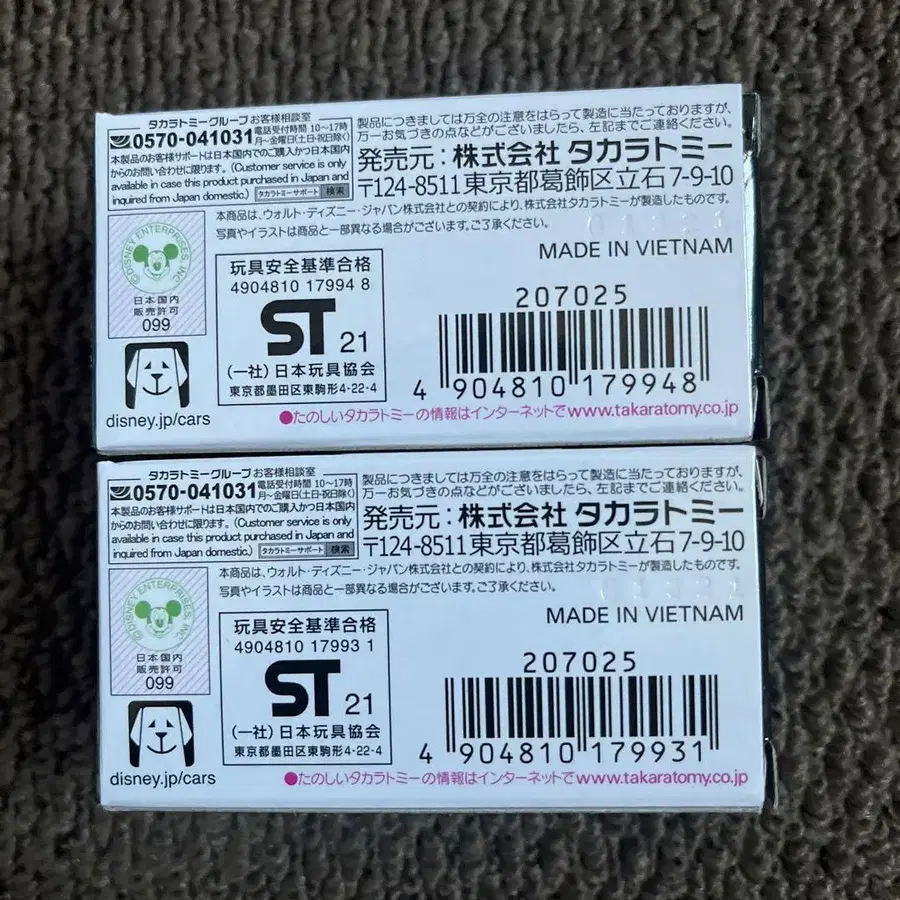 タカラトミーグループ お客様相談室
0570-041031 電話受付時間 10〜17時
月〜金曜日(土日・祝日除く)
本製品のお客様サポートは日本国内でのご購入かつ日本国内
からのお問い合わせに限ります。(Customer service is only
available in case this product purchased in Japan and
inquired from Japan domestic.) タカラトミーサポート 検索
製品につきましては万全の注意をはらって製造に当たっておりますが、
万一お気づきの点などがございましたら、左記までご連絡ください。
発売元:株式会社 タカラトミー
〒124-8511東京都葛飾区立石7-9-10
本商品は、ウォルト・ディズニー・ジャパン株式会社との契約により、株式会社タカラトミーが製造したものです。
写真やイラストは商品と一部異なる場合がございます。ご了承ください。
MADE IN VIETNAM
©DISNEY ENTERPRISES, INC.
日本国内
販売許可
099
disney.jp/cars
玩具安全基準合格
4904810 17994 8
ST 21
(一社)日本玩具協会
東京都墨田区東駒形4-22-4
207025
4 904810 179948
●たのしいタカラトミーの情報はインターネットでwww.takaratomy.co.jp
タカラトミーグループ お客様相談室
0570-041031 電話受付時間 10〜17時
月〜金曜日(土日・祝日除く)
本製品のお客様サポートは日本国内でのご購入かつ日本国内
からのお問い合わせに限ります。(Customer service is only
available in case this product purchased in Japan and
inquired from Japan domestic.) タカラトミーサポート 検索
製品につきましては万全の注意をはらって製造に当たっておりますが、
万一お気づきの点などがございましたら、左記までご連絡ください。
発売元:株式会社 タカラトミー
〒124-8511東京都葛飾区立石7-9-10
本商品は、ウォルト・ディズニー・ジャパン株式会社との契約により、株式会社タカラトミーが製造したものです。
写真やイラストは商品と一部異なる場合がございます。ご了承ください。
MADE IN VIETNAM
©DISNEY ENTERPRISES, INC.
日本国内
販売許可
099
disney.jp/cars
玩具安全基準合格
4904810 17993 1
ST 21
(一社)日本玩具協会
東京都墨田区東駒形4-22-4
207025
4 904810 179931
●たのしいタカラトミーの情報はインターネットでwww.takaratomy.co.jp